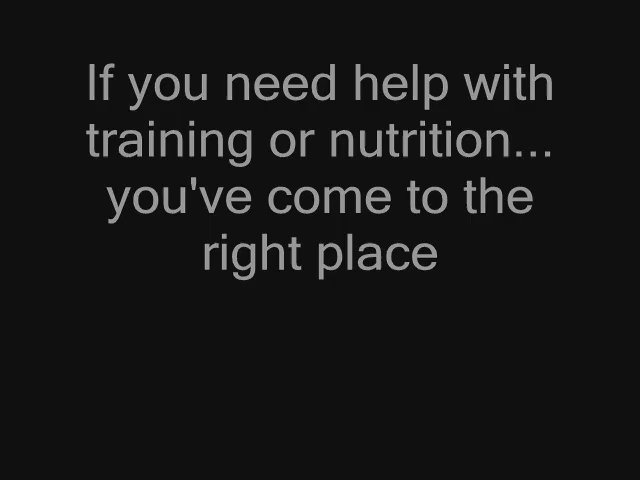 If you need help with
training or nutrition...
you've come to the
right place